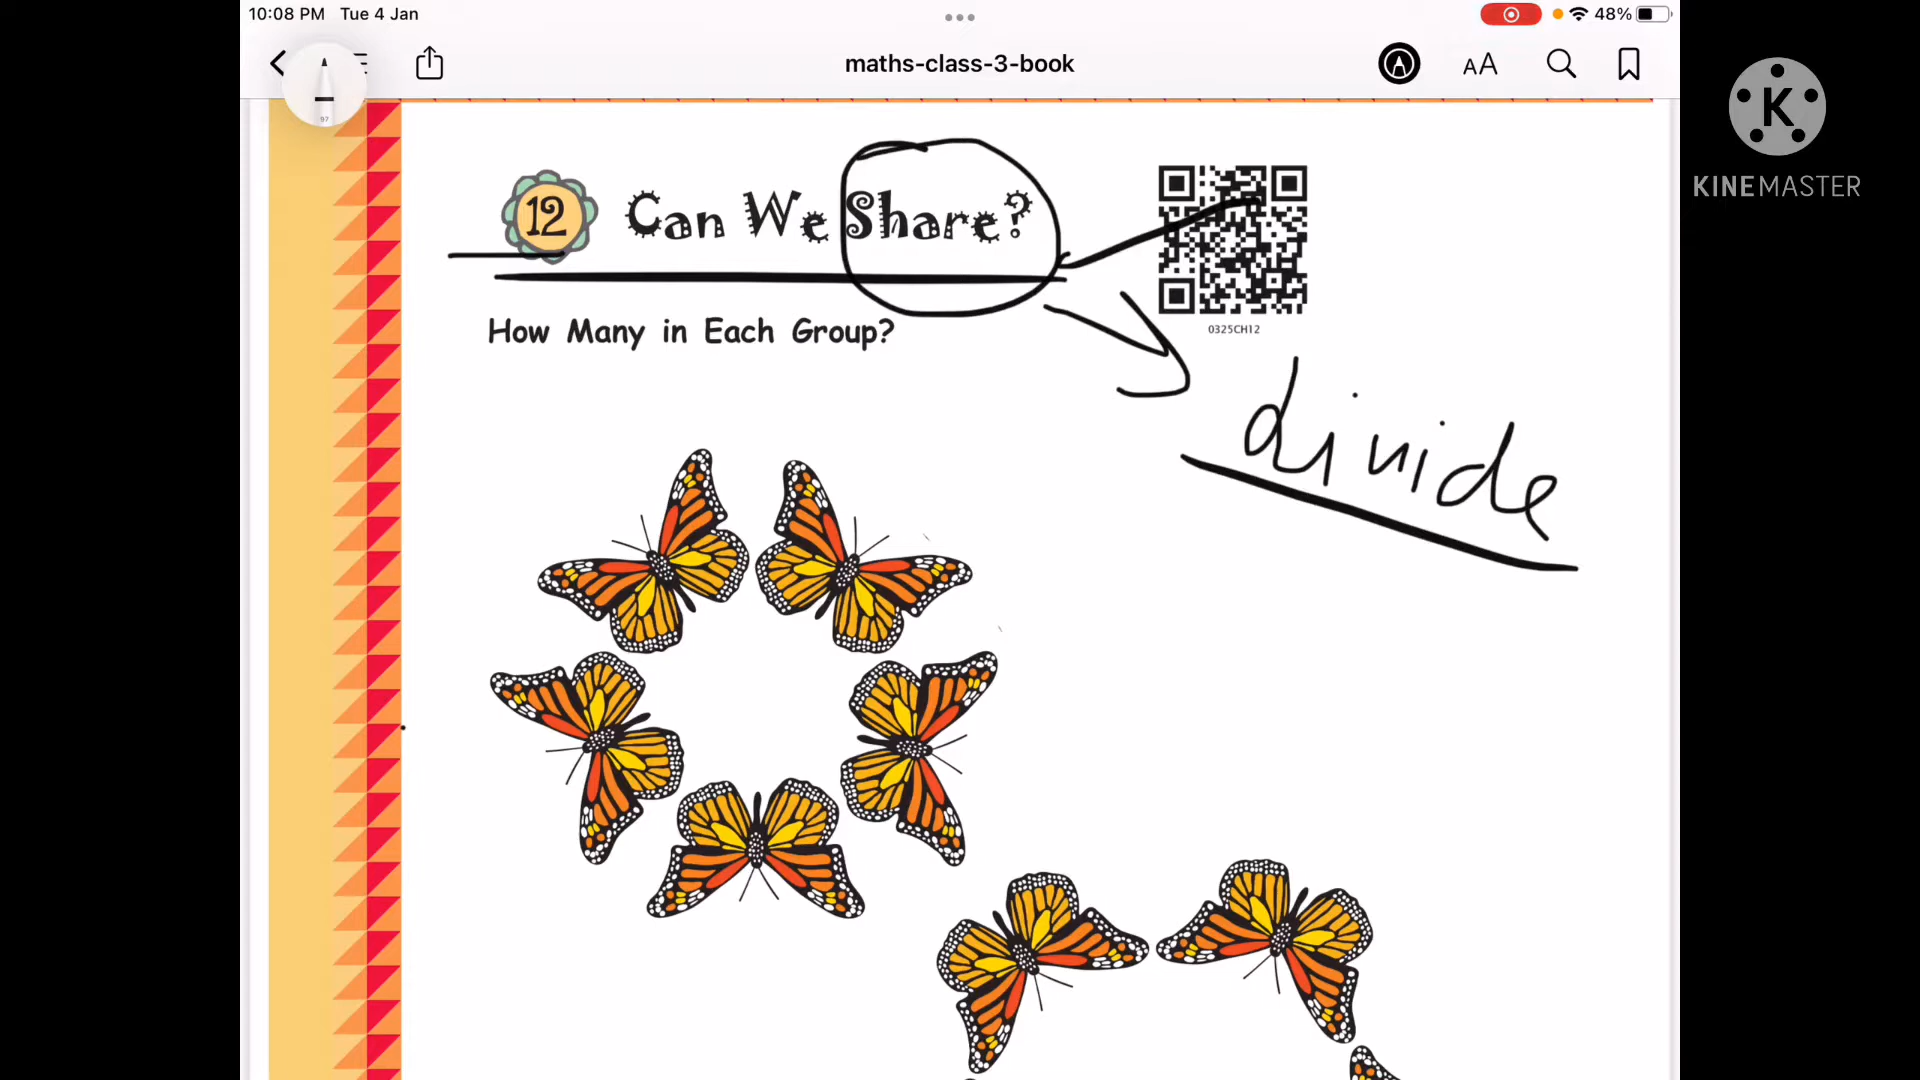 10:08 PM Tue 4 Jan
48%
maths-class-3-book
AA
97
K
KINEMASTER
12 Can We Share?
0325CH12
How Many in Each Group?
divide